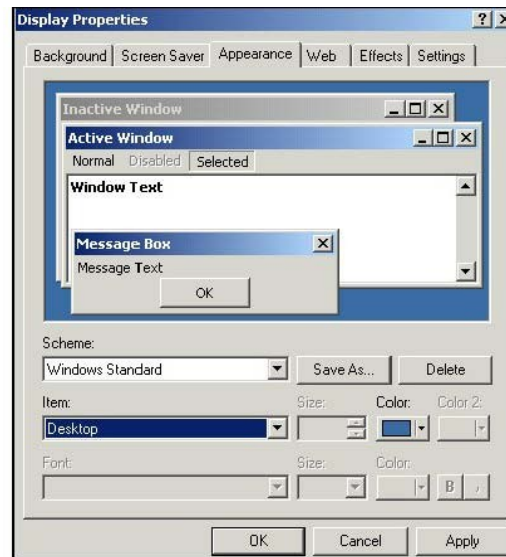 Display Properties
Background Screen Saver Appearance Web Effects Settings
Inactive Window
Active Window
Normal Disabled Selected
Window Text
Message Box
Message Text
OK
Scheme:
Windows Standard Save As... Delete
Item: Size: Color: Color 2:
Desktop
Font: Size: Color:
B /
OK Cancel Apply